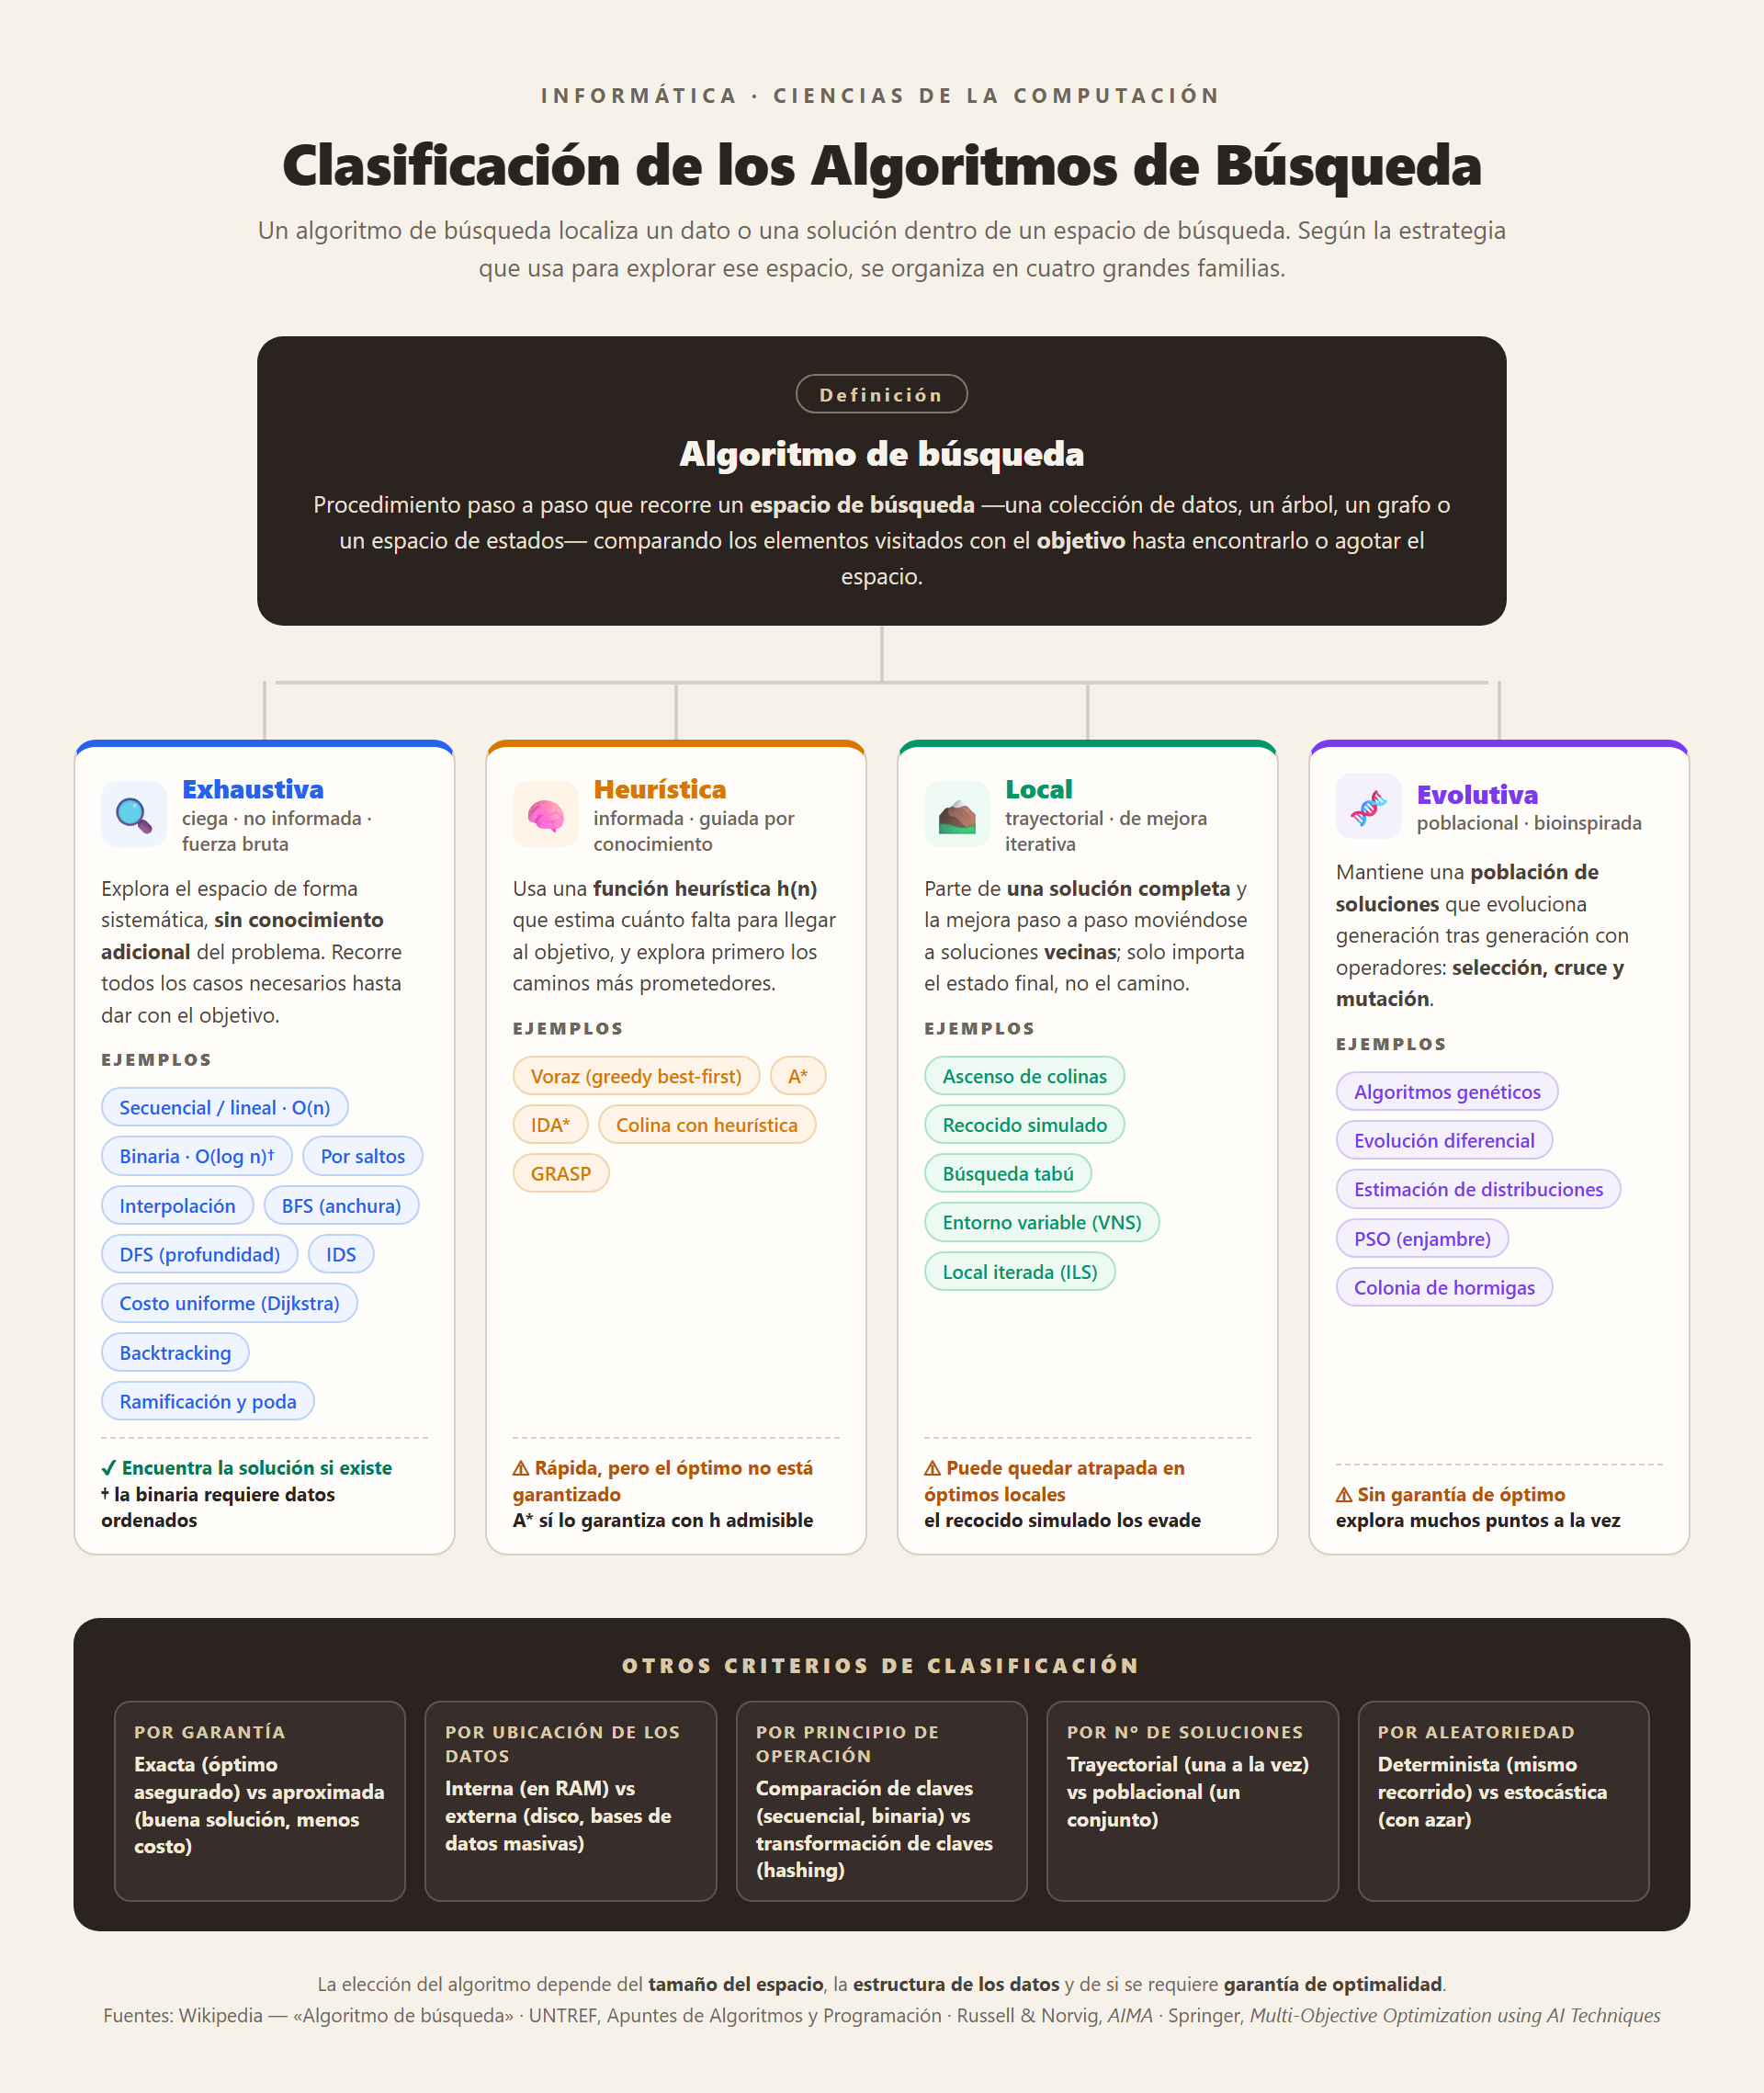 INFORMÁTICA · CIENCIAS DE LA COMPUTACIÓN
Clasificación de los Algoritmos de Búsqueda
Un algoritmo de búsqueda localiza un dato o una solución dentro de un espacio de búsqueda. Según la estrategia
que usa para explorar ese espacio, se organiza en cuatro grandes familias.
Definición
Algoritmo de búsqueda
Procedimiento paso a paso que recorre un espacio de búsqueda —una colección de datos, un árbol, un grafo o
un espacio de estados— comparando los elementos visitados con el objetivo hasta encontrarlo o agotar el
espacio.
Exhaustiva
ciega · no informada ·
fuerza bruta
Explora el espacio de forma
sistemática, sin conocimiento
adicional del problema. Recorre
todos los casos necesarios hasta
dar con el objetivo.
EJEMPLOS
Secuencial / lineal · O(n)
Binaria · O(log n)†
Por saltos
Interpolación
BFS (anchura)
DFS (profundidad)
IDS
Costo uniforme (Dijkstra)
Backtracking
Ramificación y poda
✓ Encuentra la solución si existe
† la binaria requiere datos
ordenados
Heurística
informada · guiada por
conocimiento
Usa una función heurística h(n)
que estima cuánto falta para llegar
al objetivo, y explora primero los
caminos más prometedores.
EJEMPLOS
Voraz (greedy best-first)
A*
IDA*
Colina con heurística
GRASP
⚠ Rápida, pero el óptimo no está
garantizado
A* sí lo garantiza con h admisible
Local
trayectorial · de mejora
iterativa
Parte de una solución completa y
la mejora paso a paso moviéndose
a soluciones vecinas; solo importa
el estado final, no el camino.
EJEMPLOS
Ascenso de colinas
Recocido simulado
Búsqueda tabú
Entorno variable (VNS)
Local iterada (ILS)
⚠ Puede quedar atrapada en
óptimos locales
el recocido simulado los evade
Evolutiva
poblacional · bioinspirada
Mantiene una población de
soluciones que evoluciona
generación tras generación con
operadores: selección, cruce y
mutación.
EJEMPLOS
Algoritmos genéticos
Evolución diferencial
Estimación de distribuciones
PSO (enjambre)
Colonia de hormigas
⚠ Sin garantía de óptimo
explora muchos puntos a la vez
OTROS CRITERIOS DE CLASIFICACIÓN
POR GARANTÍA
Exacta (óptimo
asegurado) vs aproximada
(buena solución, menos
costo)
POR UBICACIÓN DE LOS
DATOS
Interna (en RAM) vs
externa (disco, bases de
datos masivas)
POR PRINCIPIO DE
OPERACIÓN
Comparación de claves
(secuencial, binaria) vs
transformación de claves
(hashing)
POR Nº DE SOLUCIONES
Trayectorial (una a la vez)
vs poblacional (un
conjunto)
POR ALEATORIEDAD
Determinista (mismo
recorrido) vs estocástica
(con azar)
La elección del algoritmo depende del tamaño del espacio, la estructura de los datos y de si se requiere garantía de optimalidad.
Fuentes: Wikipedia — «Algoritmo de búsqueda» · UNTREF, Apuntes de Algoritmos y Programación · Russell & Norvig, AIMA · Springer, Multi-Objective Optimization using AI Techniques